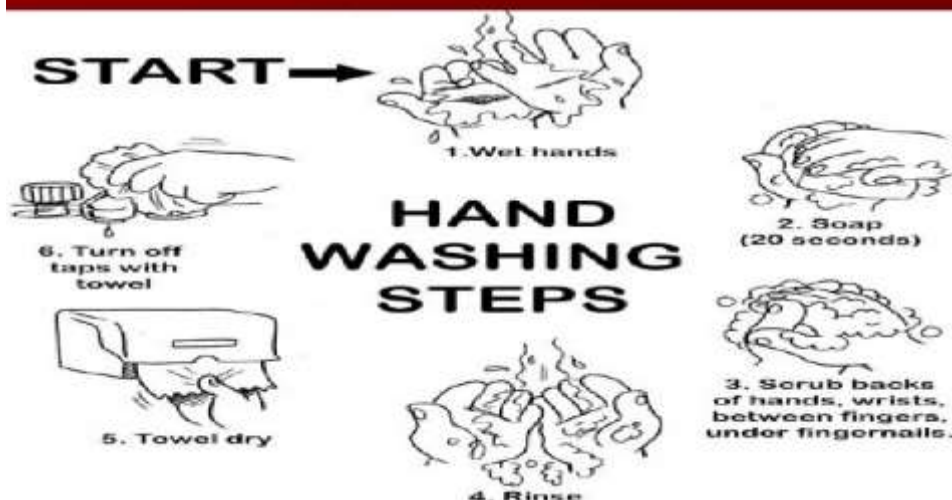 START
1.Wet hands
2. Soap
(20 seconds)
3. Scrub backs
of hands, wrists,
between fingers,
under fingernails.
4. Rinse
5. Towel dry
6. Turn off
taps with
towel
HAND
WASHING
STEPS